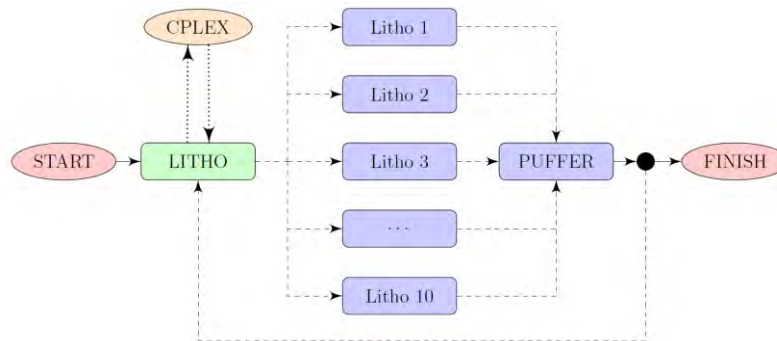 CPLEX
Litho 1
Litho 2
START
LITHO
Litho 3
PUFFER
FINISH
...
Litho 10